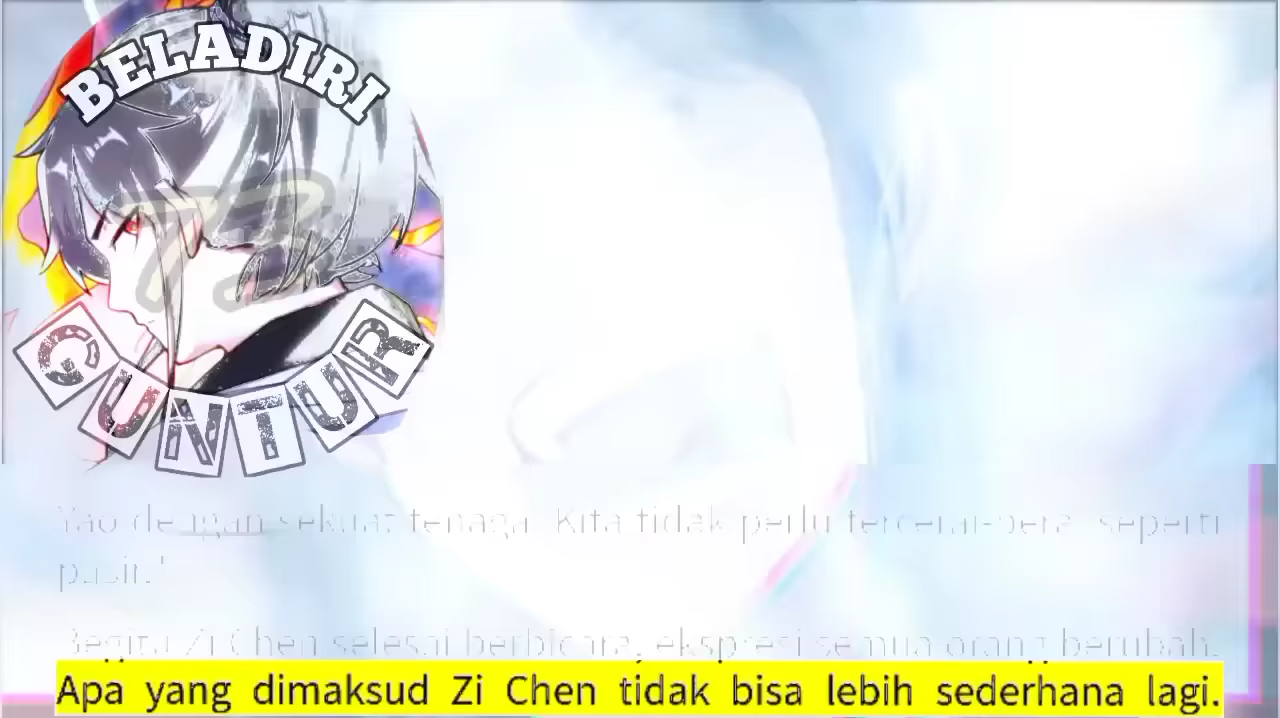 BELADIRI
GUNTUR
Yao dengan sekuat tenaga. Kita tidak perlu tercerai-berai seperti
pasir."
Begitu Zi Chen selesai berbicara, ekspresi semua orang berubah.
Apa yang dimaksud Zi Chen tidak bisa lebih sederhana lagi.